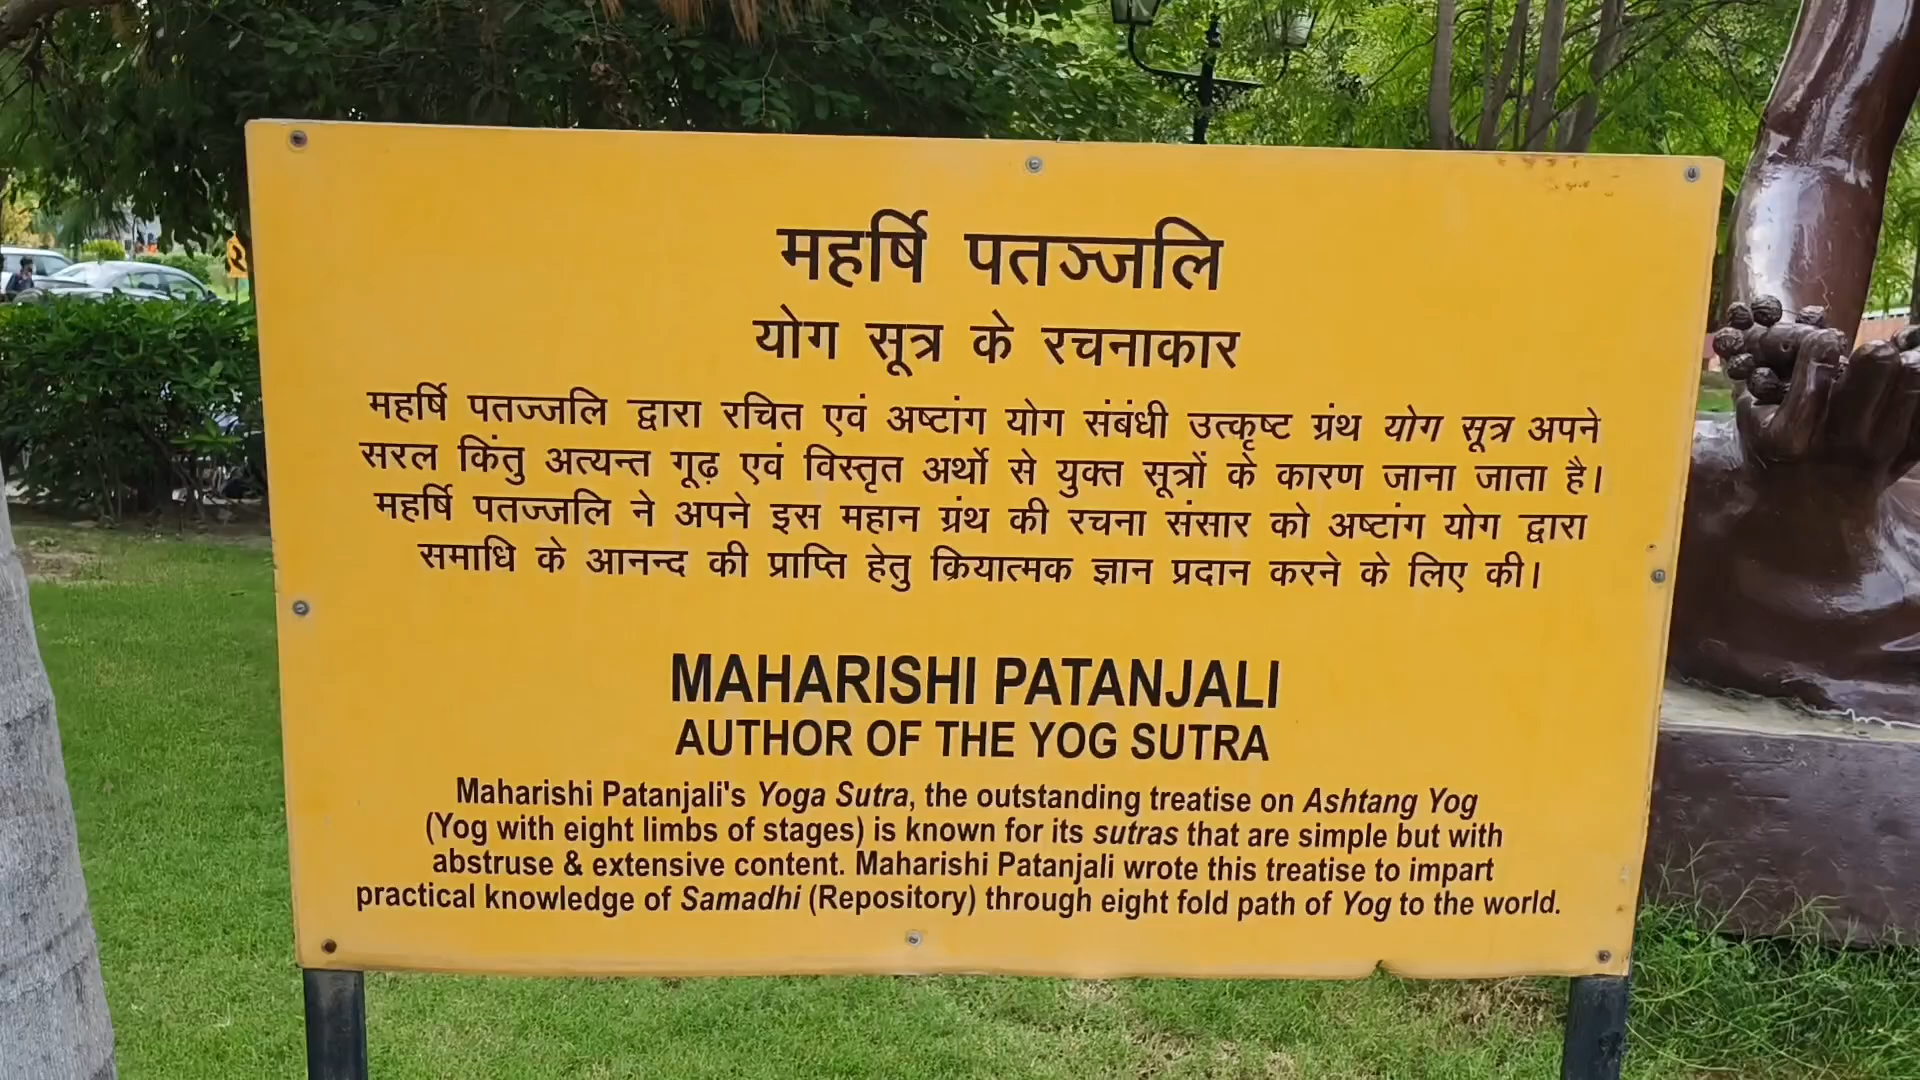 महर्षि पतञ्जलि
योग सूत्र के रचनाकार
महर्षि पतज्जलि द्वारा रचित एवं अष्टांग योग संबंधी उत्कृष्ट ग्रंथ योग सूत्र अपने
सरल किंतु अत्यन्त गूढ़ एवं विस्तृत अर्थो से युक्त सूत्रों के कारण जाना जाता है।
महर्षि पतज्जलि ने अपने इस महान ग्रंथ की रचना संसार को अष्टांग योग द्वारा
समाधि के आनन्द की प्राप्ति हेतु क्रियात्मक ज्ञान प्रदान करने के लिए की।
MAHARISHI PATANJALI
AUTHOR OF THE YOG SUTRA
Maharishi Patanjali's Yoga Sutra, the outstanding treatise on Ashtang Yog
(Yog with eight limbs of stages) is known for its sutras that are simple but with
abstruse & extensive content. Maharishi Patanjali wrote this treatise to impart
practical knowledge of Samadhi (Repository) through eight fold path of Yog to the world.